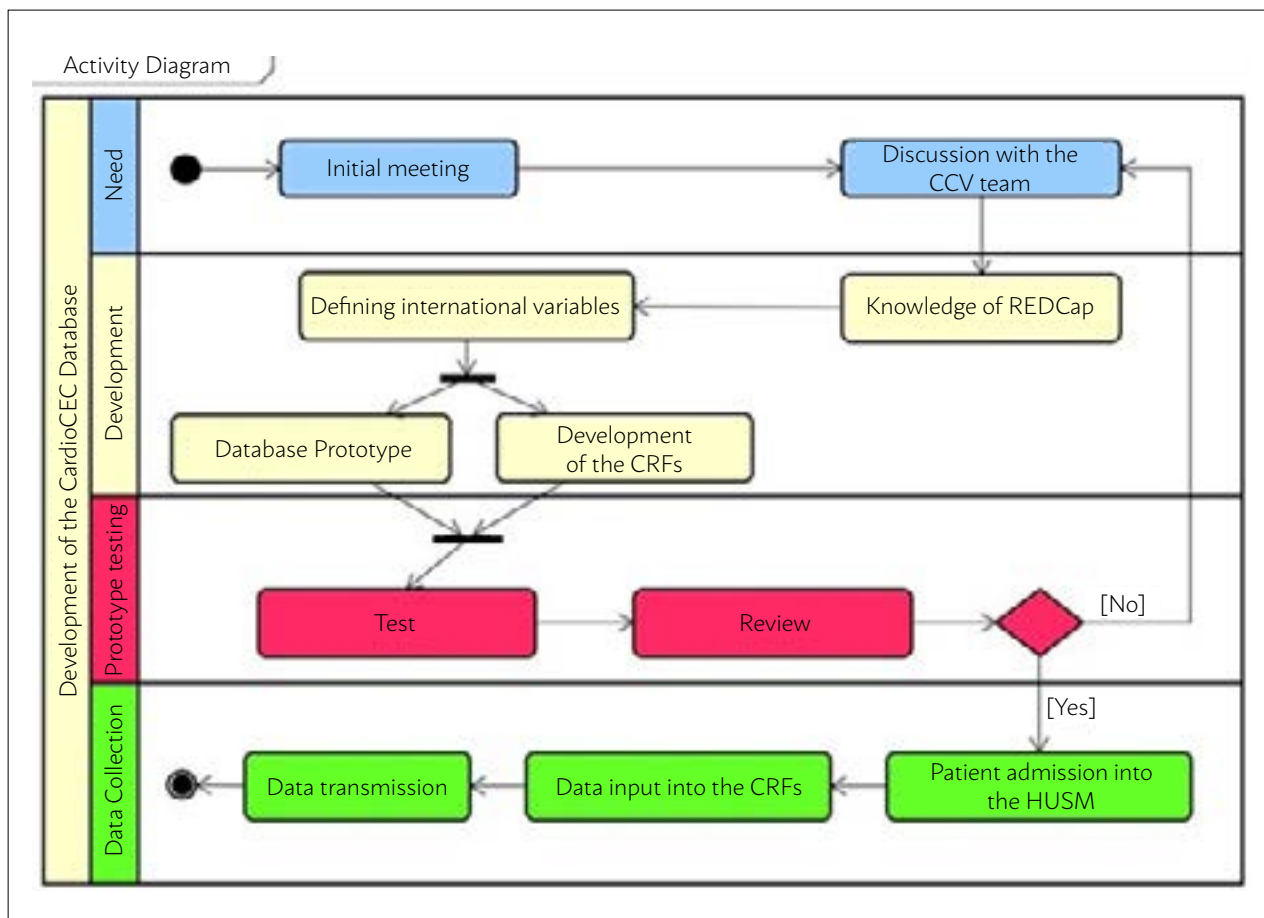 Activity Diagram
Development of the CardioCEC Database
Need
Initial meeting
Discussion with the
CCV team
Development
Defining international variables
Knowledge of REDCap
Database Prototype
Development
of the CRFs
Prototype testing
Test
Review
[No]
[Yes]
Data Collection
Data transmission
Data input into the CRFs
Patient admission into
the HUSM